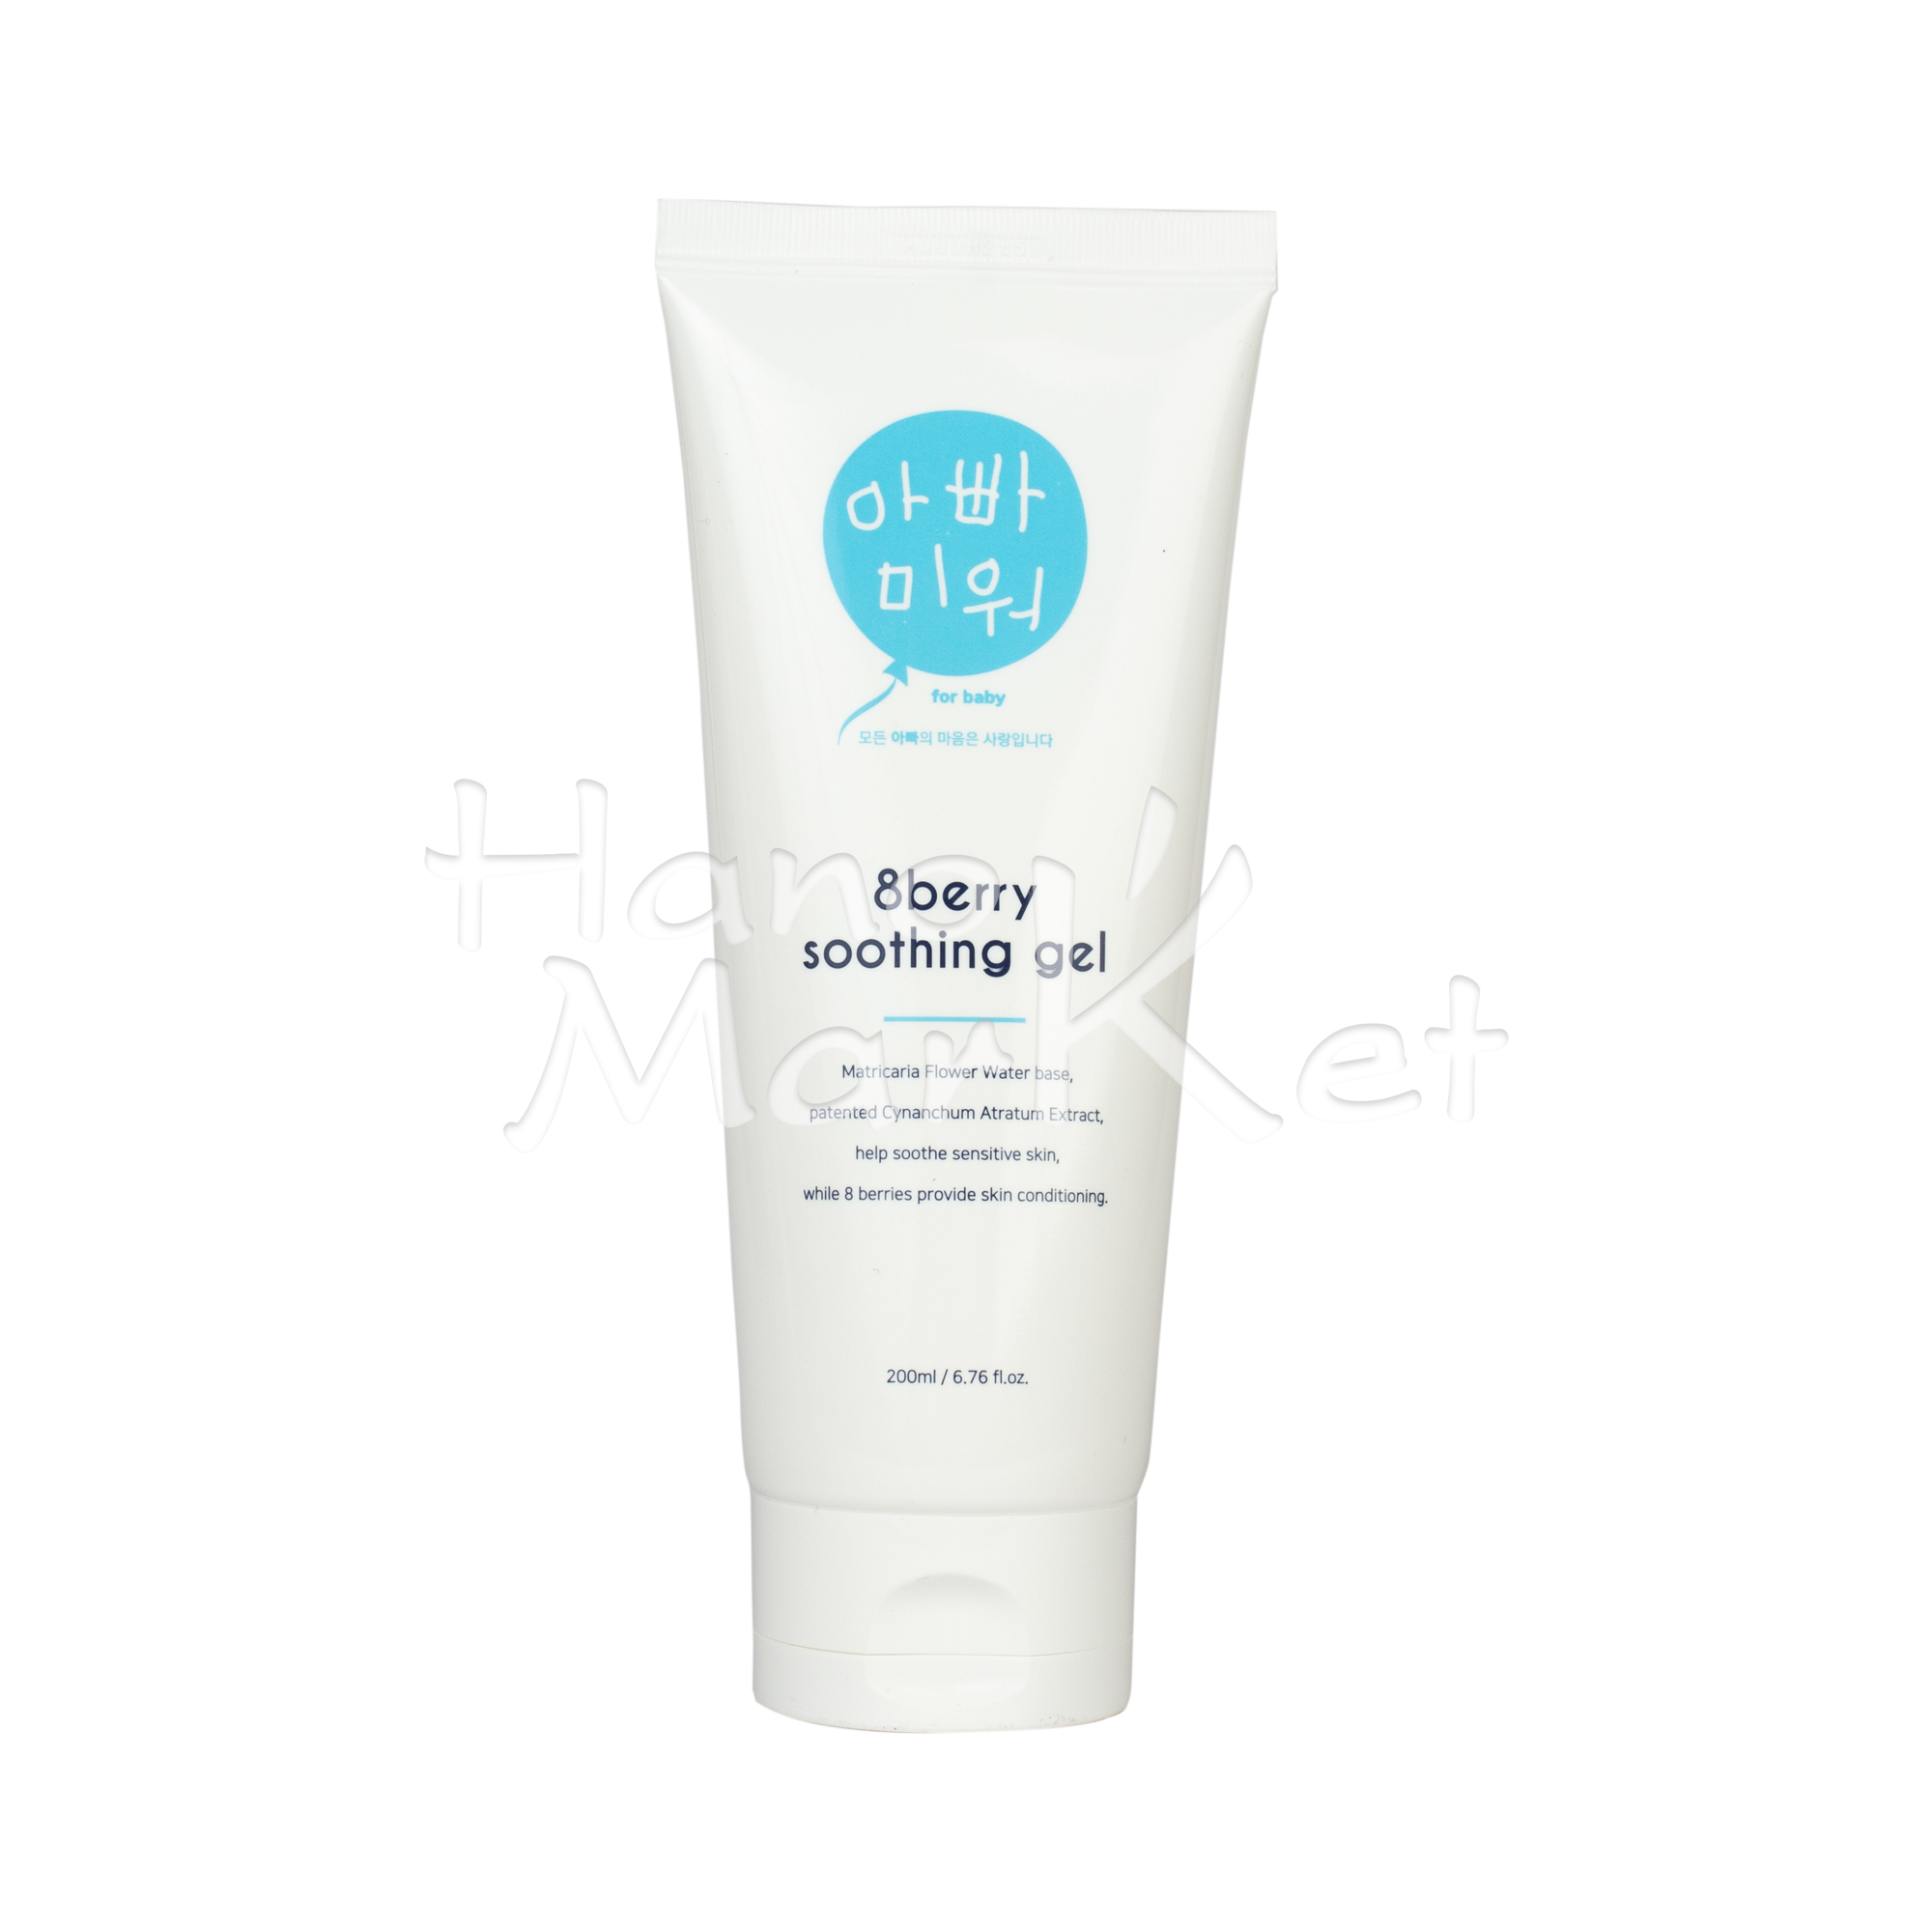 아빠
미워
for baby
모든 아빠의 마음은 사랑입니다
Hanok
Market
8berry
soothing gel
Matricaria Flower Water base,
patented Cynanchum Atratum Extract,
help soothe sensitive skin,
while 8 berries provide skin conditioning.
200ml / 6.76 fl.oz.